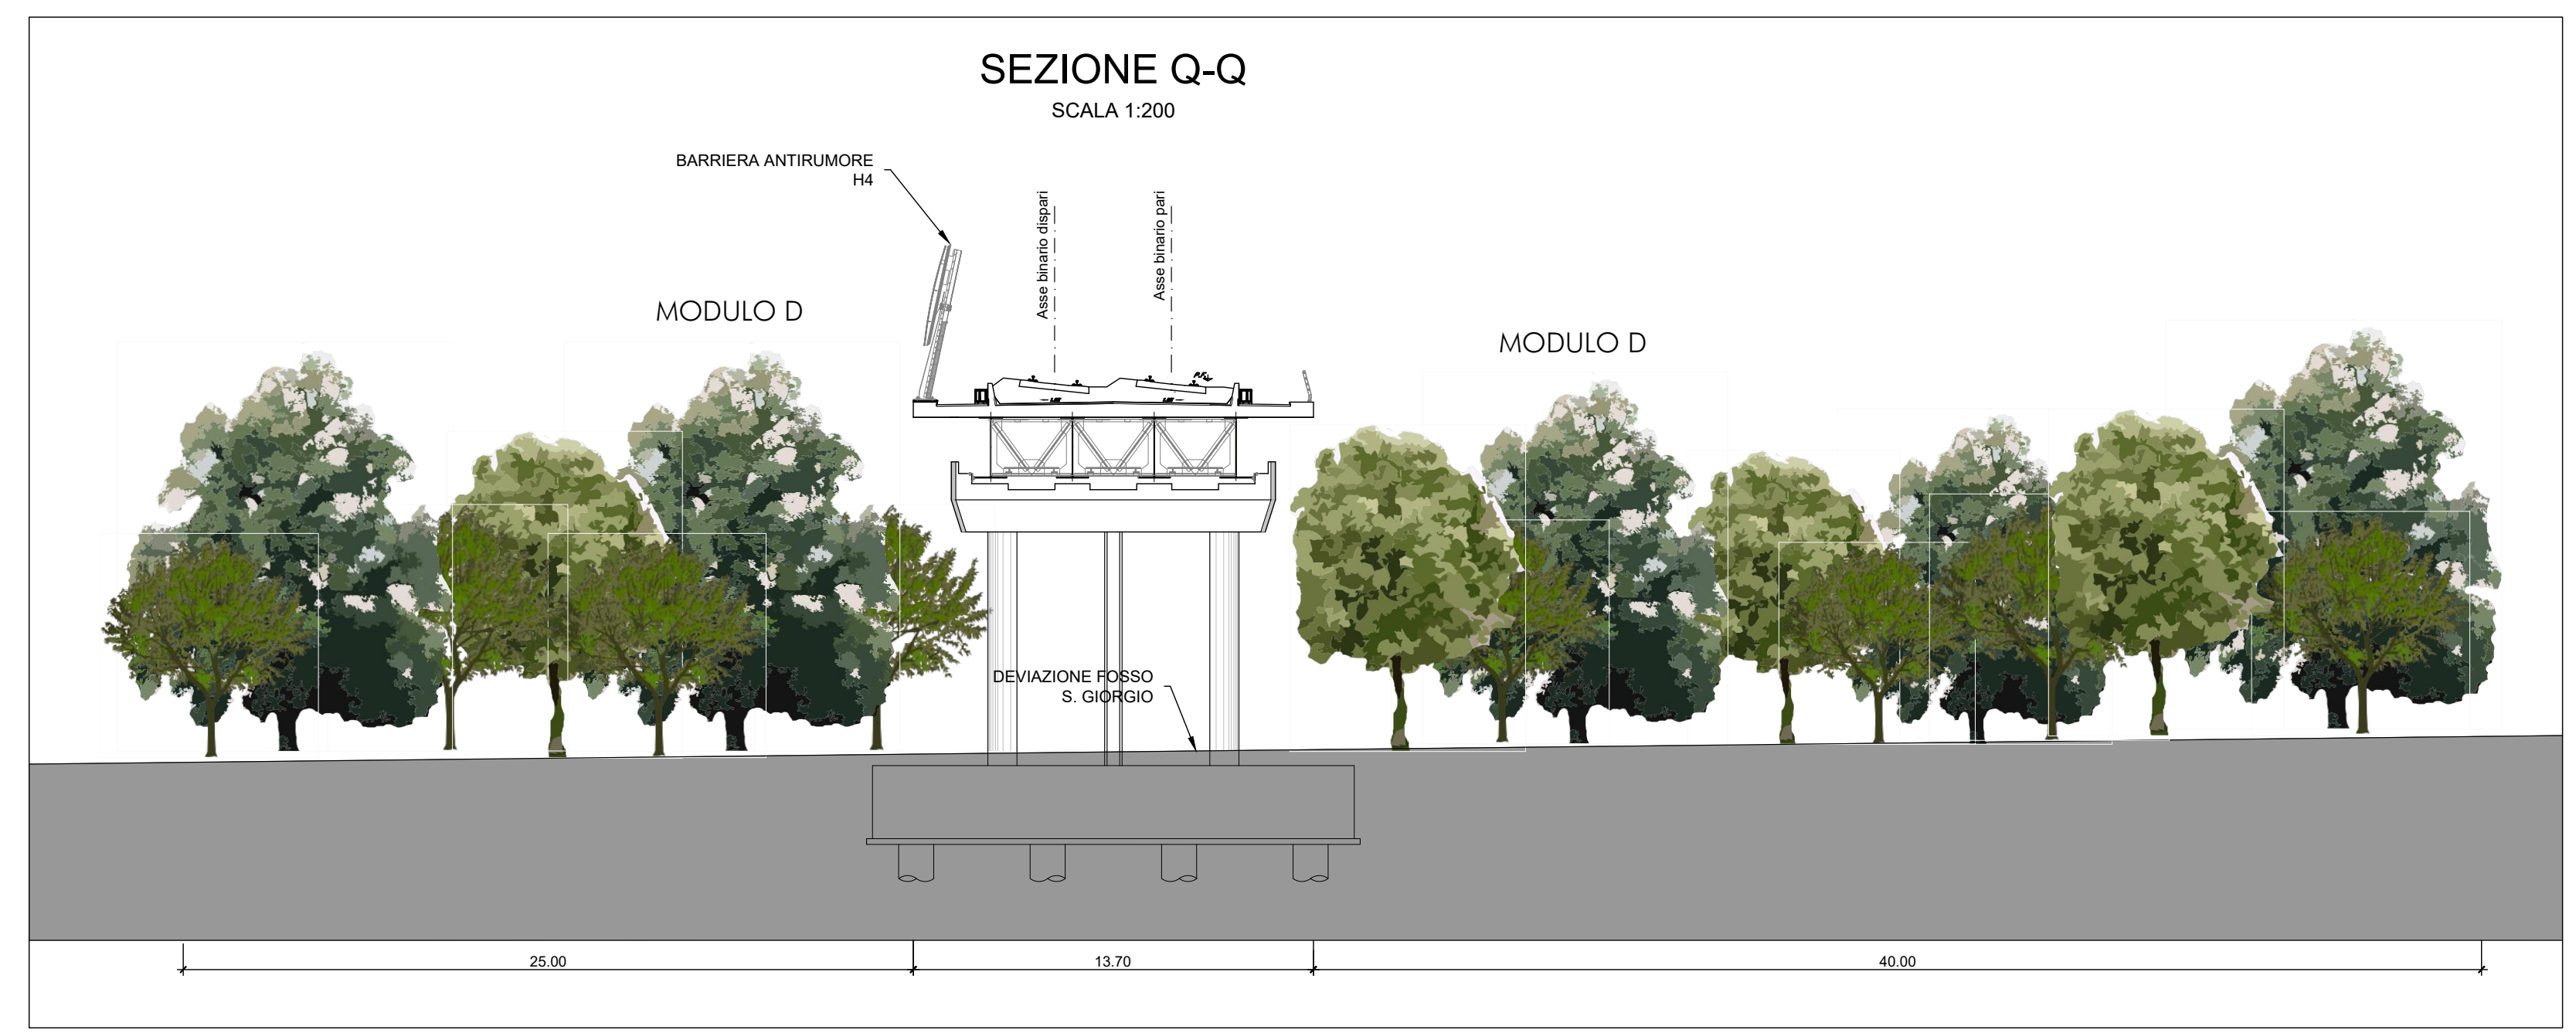 SEZIONE Q-Q
SCALA 1:200
BARRIERA ANTIRUMORE
H4
Asse binario dispari
Asse binario pari
MODULO D
MODULO D
P.F.
DEVIAZIONE FOSSO
S. GIORGIO
25.00
13.70
40.00